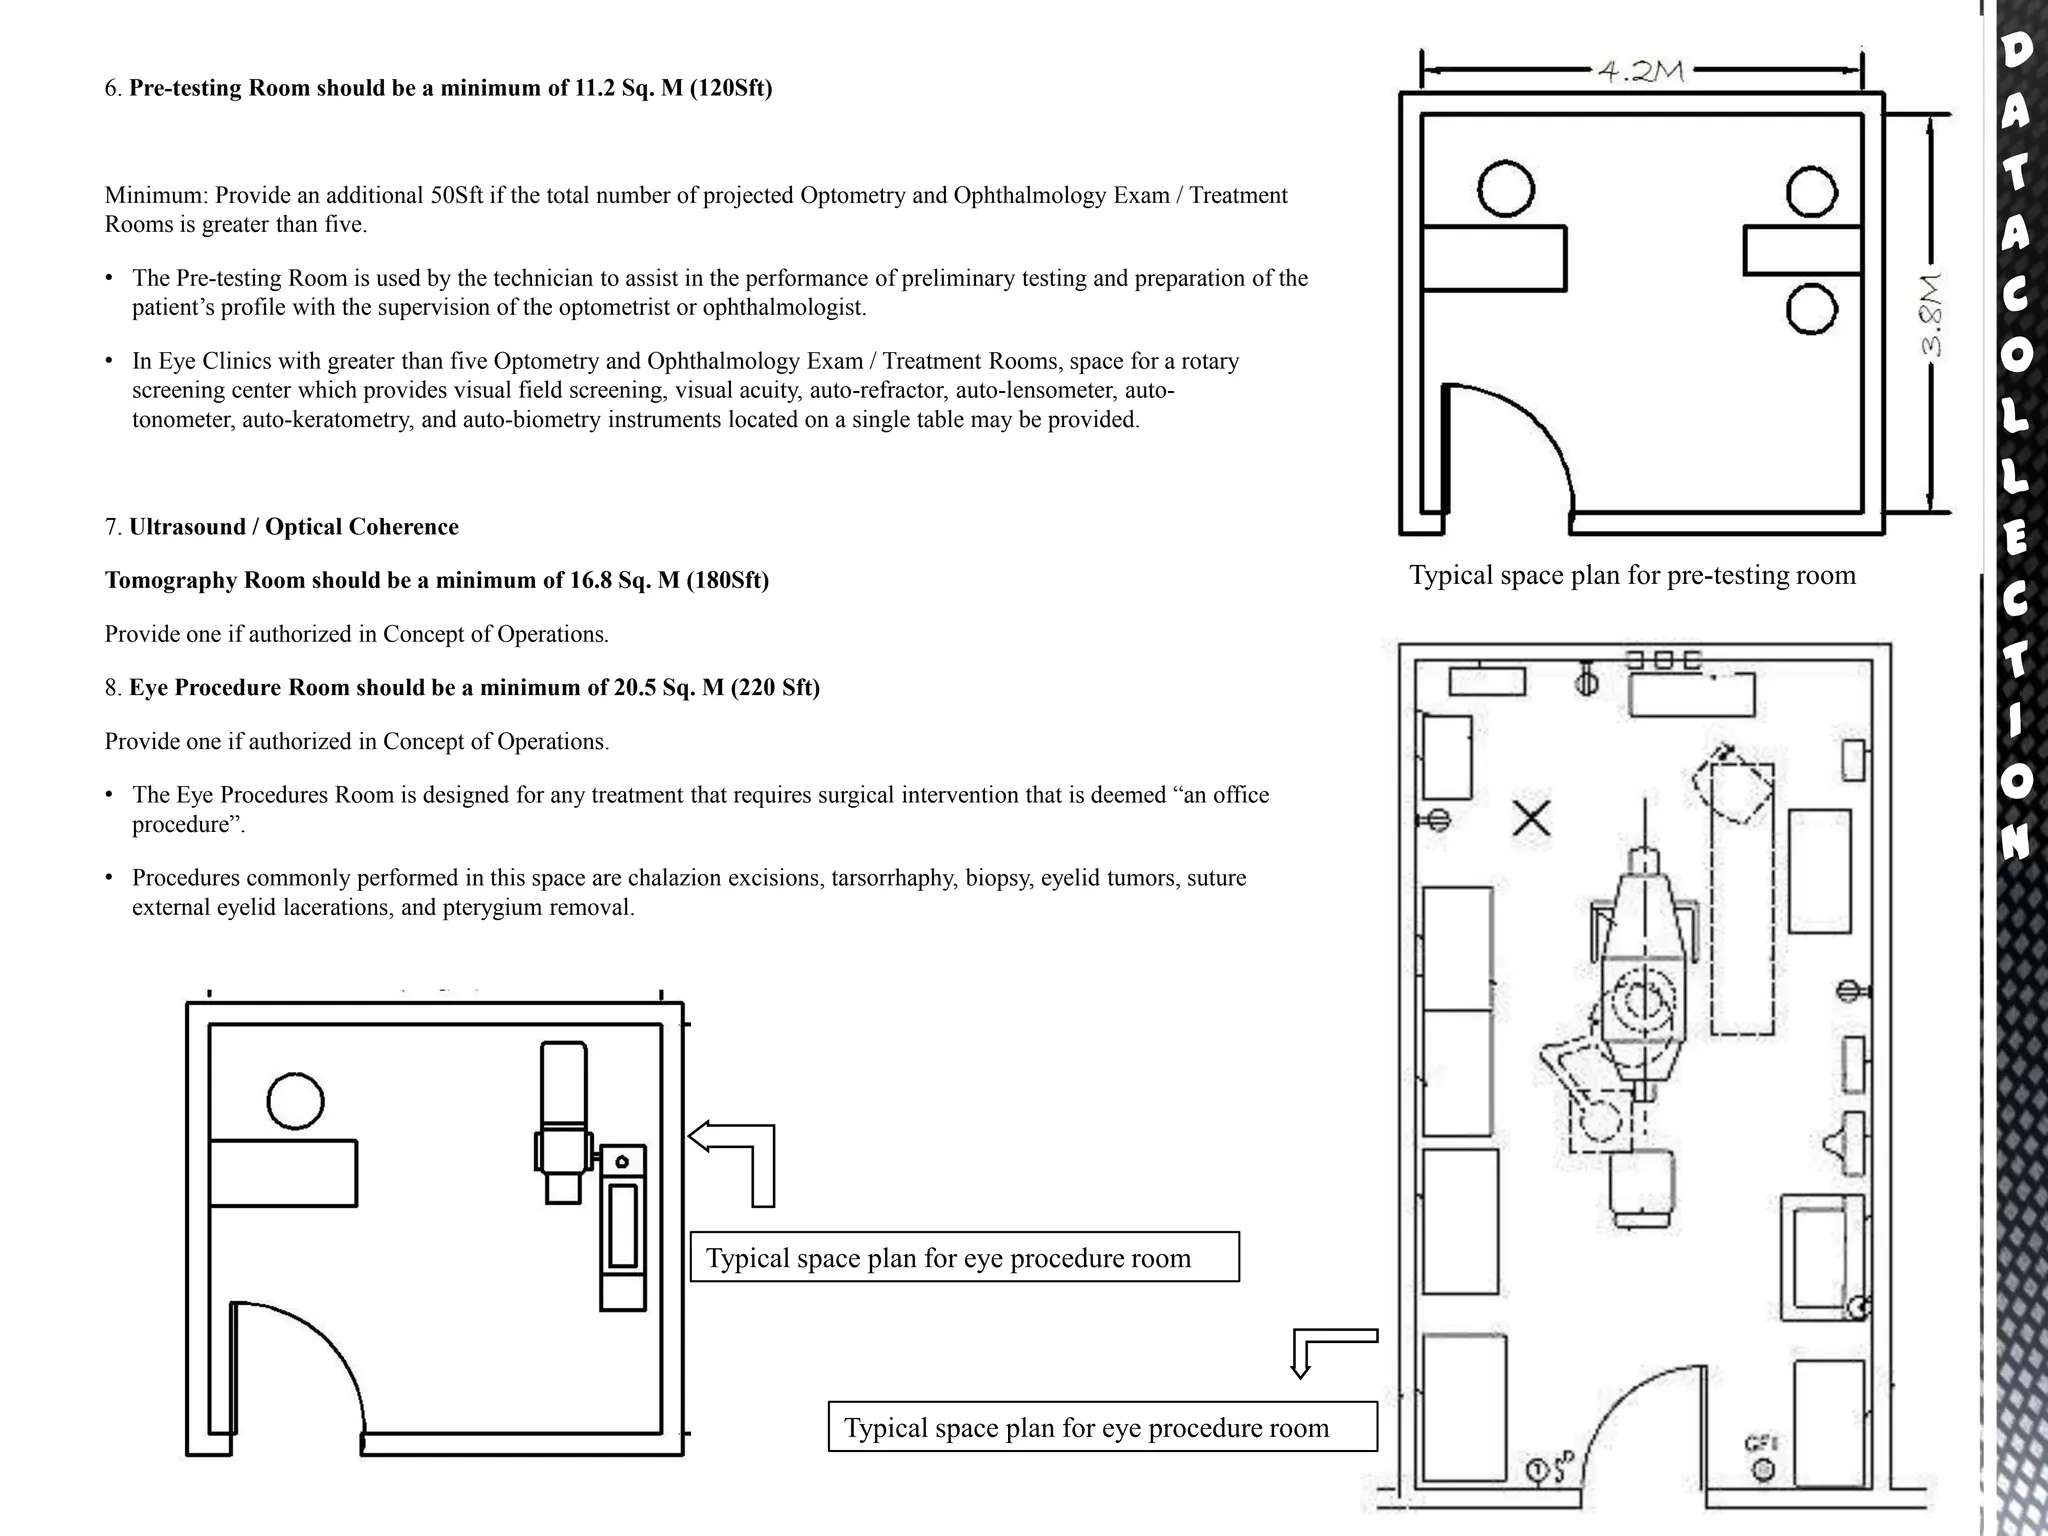 6. Pre-testing Room should be a minimum of 11.2 Sq. M (120Sft)
Minimum: Provide an additional 50Sft if the total number of projected Optometry and Ophthalmology Exam / Treatment
Rooms is greater than five.
• The Pre-testing Room is used by the technician to assist in the performance of preliminary testing and preparation of the
patient’s profile with the supervision of the optometrist or ophthalmologist.
• In Eye Clinics with greater than five Optometry and Ophthalmology Exam / Treatment Rooms, space for a rotary
screening center which provides visual field screening, visual acuity, auto-refractor, auto-lensometer, auto-
tonometer, auto-keratometry, and auto-biometry instruments located on a single table may be provided.
7. Ultrasound / Optical Coherence
Tomography Room should be a minimum of 16.8 Sq. M (180Sft)
Provide one if authorized in Concept of Operations.
8. Eye Procedure Room should be a minimum of 20.5 Sq. M (220 Sft)
Provide one if authorized in Concept of Operations.
• The Eye Procedures Room is designed for any treatment that requires surgical intervention that is deemed “an office
procedure”.
• Procedures commonly performed in this space are chalazion excisions, tarsorrhaphy, biopsy, eyelid tumors, suture
external eyelid lacerations, and pterygium removal.
4.2M
3.8M
Typical space plan for pre-testing room
Typical space plan for eye procedure room
Typical space plan for eye procedure room
GFI
DATA COLLECTION